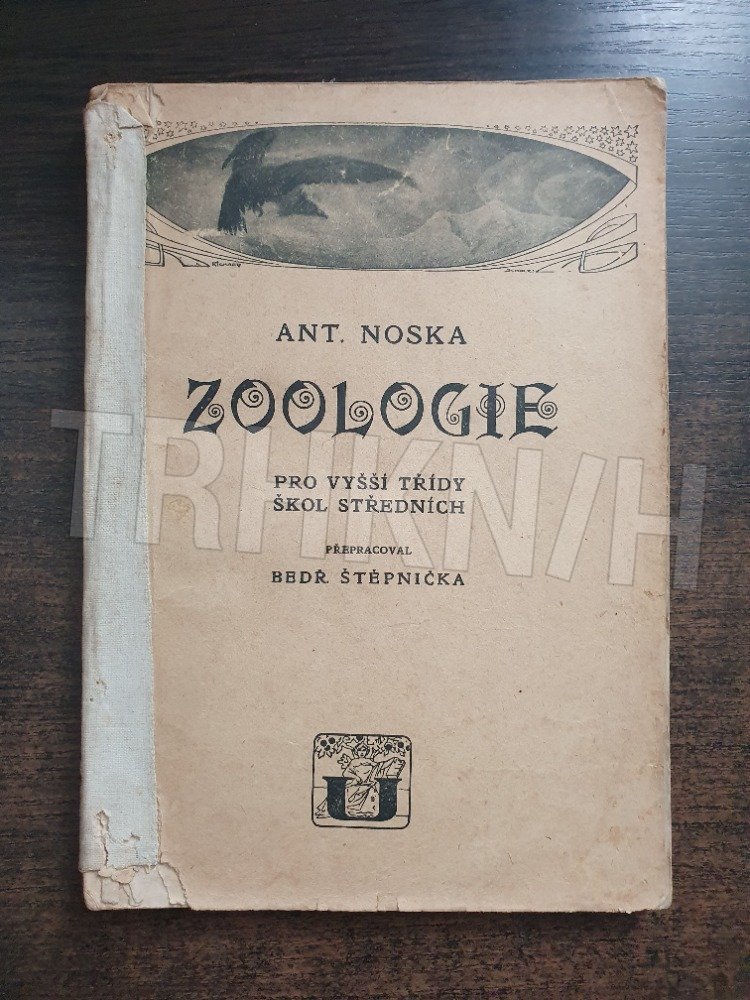 ANT. NOSKA
ZOOLOGIE
PRO VYŠŠÍ TŘÍDY
ŠKOL STŘEDNÍCH
PŘEPRACOVAL
BEDŘ. ŠTĚPNIČKA
U
TRHKNIH